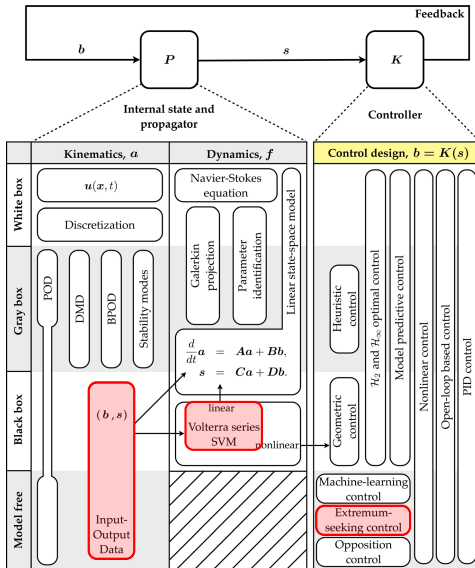 Feedback
b
P
s
K
Internal state and
propagator
Controller
Kinematics, a
Dynamics, f
Control design, b = K(s)
White box
Gray box
Black box
Model free
u(x, t)
Discretization
POD
DMD
BPOD
Stability modes
(b, s)
Input-
Output
Data
Navier-Stokes
equation
Galerkin
projection
Parameter
identification
Linear state-space model
d/dt a = Aa + Bb,
s = Ca + Db.
linear
Volterra series
SVM
nonlinear
Heuristic
control
Geometric
control
H₂ and H∞ optimal control
Model predictive control
Nonlinear control
Open-loop based control
PID control
Machine-learning
control
Extremum-
seeking control
Opposition
control